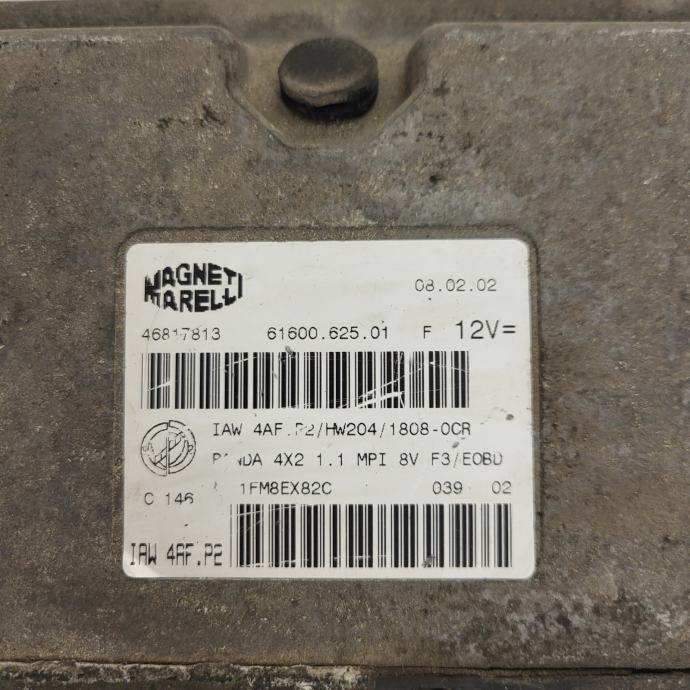 MAGNETI
MARELLI
08.02.02
46817813 61600.625.01 F 12V=
IAW 4AF.P2/HW204/1808-0CR
PANDA 4X2 1.1 MPI 8V F3/EOBD
1FM8EX82C 039 02
C 146
IAW 4AF.P2